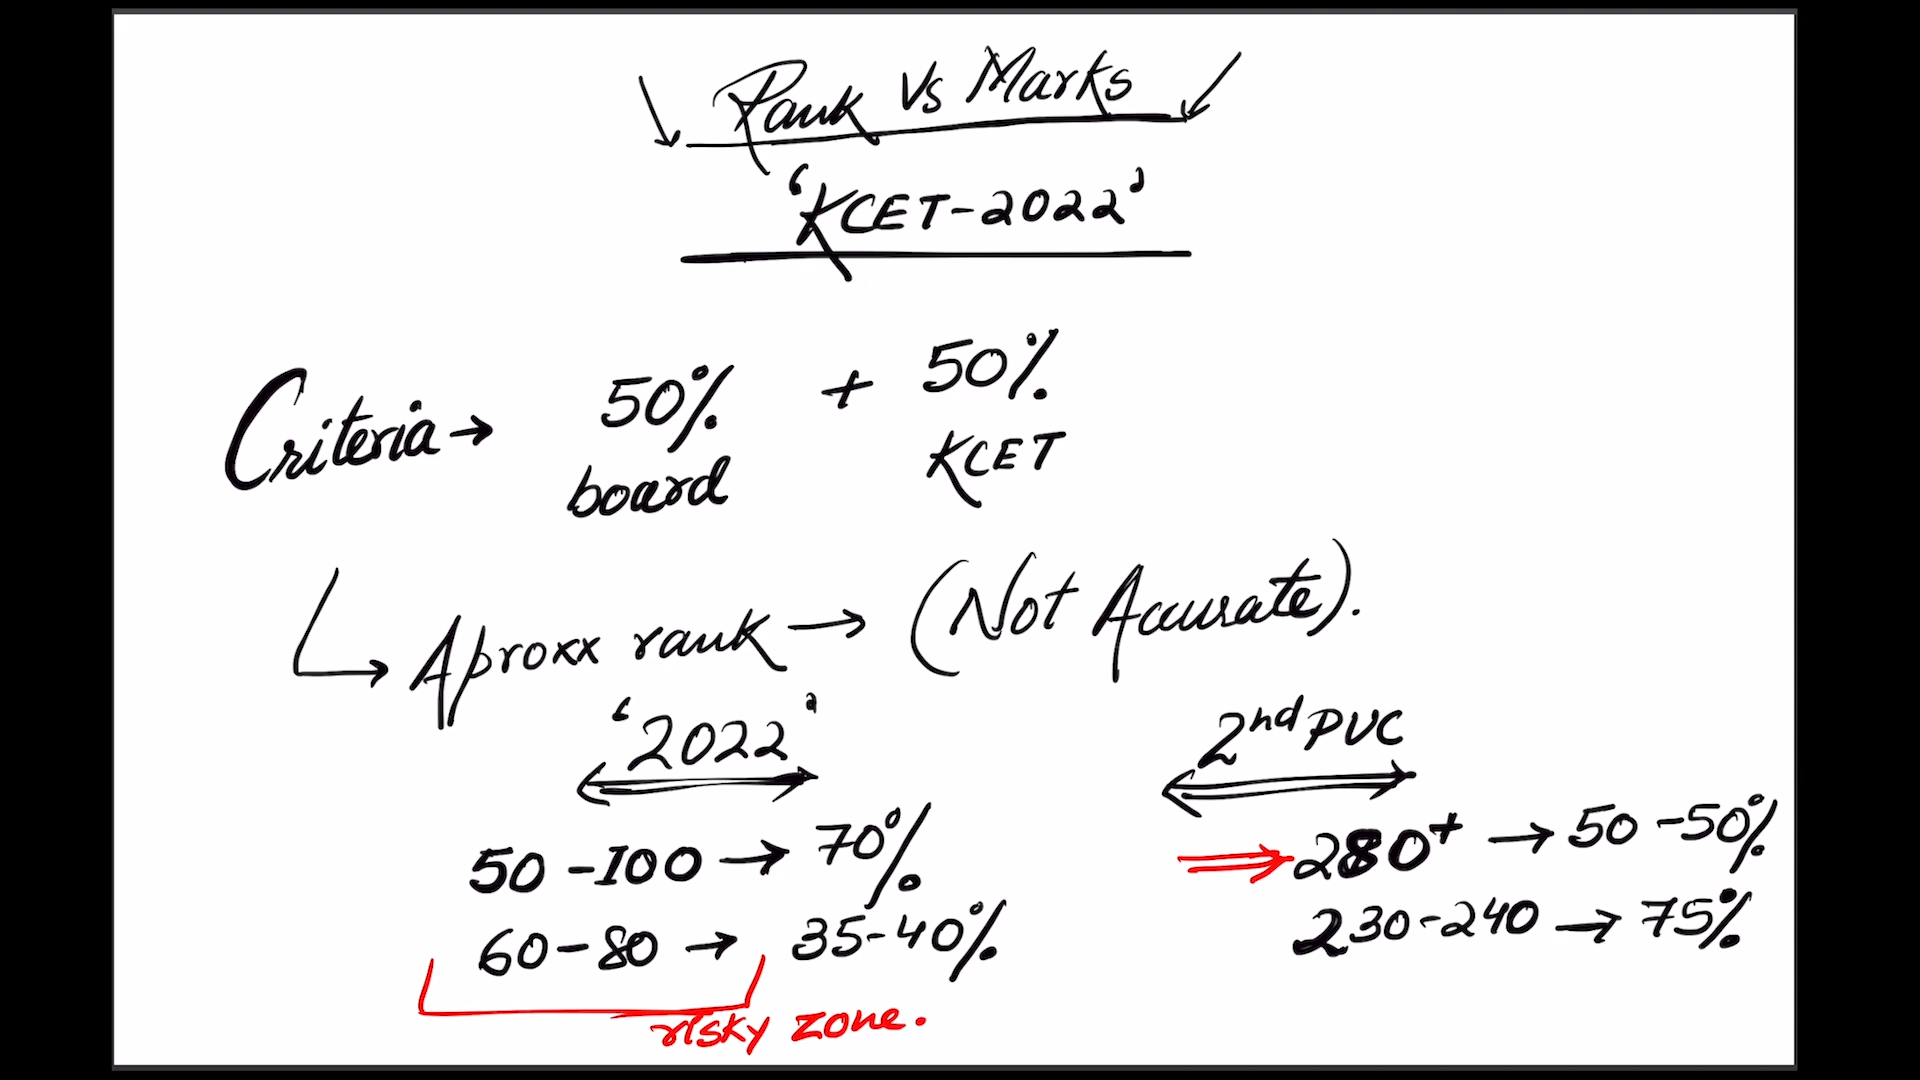 Rank Vs Marks
'KCET-2022'
Criteria → 50% + 50%
board KCET
Aproxx rank → (Not Accurate).
'2022'
2nd PUC
50-100 → 70%
280+ → 50-50%
60-80 → 35-40%
230-240 → 75%
risky zone.